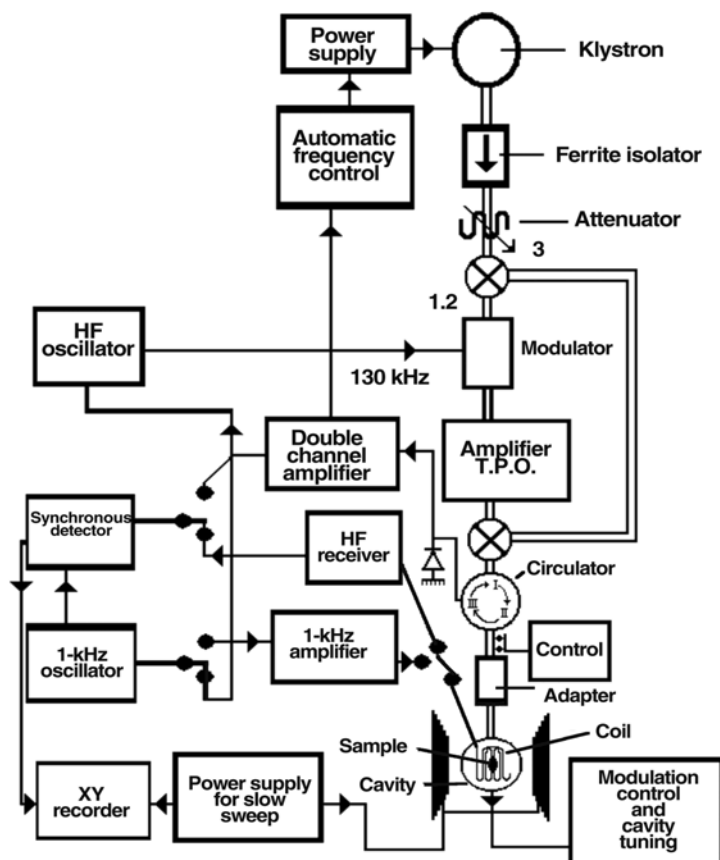 Power
supply
Klystron
Automatic
frequency
control
Ferrite isolator
Attenuator
3
1.2
HF
oscillator
130 kHz
Modulator
Double
channel
amplifier
Amplifier
T.P.O.
Synchronous
detector
HF
receiver
Circulator
I
II
III
1-kHz
oscillator
1-kHz
amplifier
Control
Adapter
Sample
Coil
Cavity
XY
recorder
Power supply
for slow
sweep
Modulation
control
and
cavity
tuning